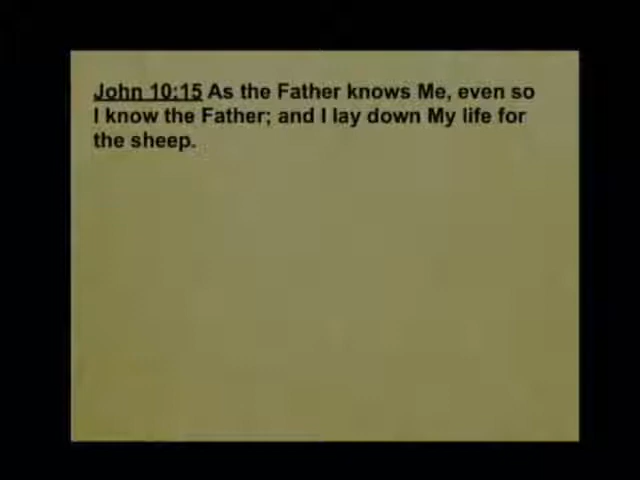 John 10:15 As the Father knows Me, even so
I know the Father; and I lay down My life for
the sheep.